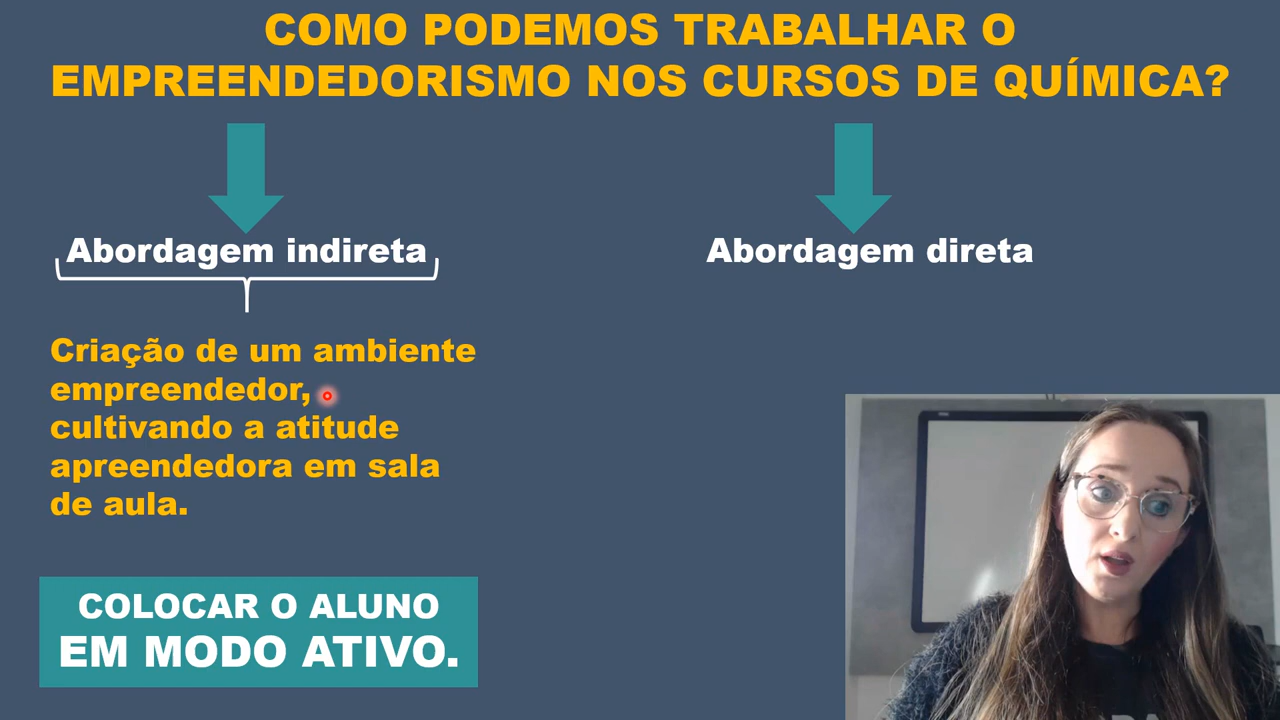 COMO PODEMOS TRABALHAR O
EMPREENDEDORISMO NOS CURSOS DE QUÍMICA?
Abordagem indireta
Abordagem direta
Criação de um ambiente
empreendedor,
cultivando a atitude
apreendedora em sala
de aula.
COLOCAR O ALUNO
EM MODO ATIVO.